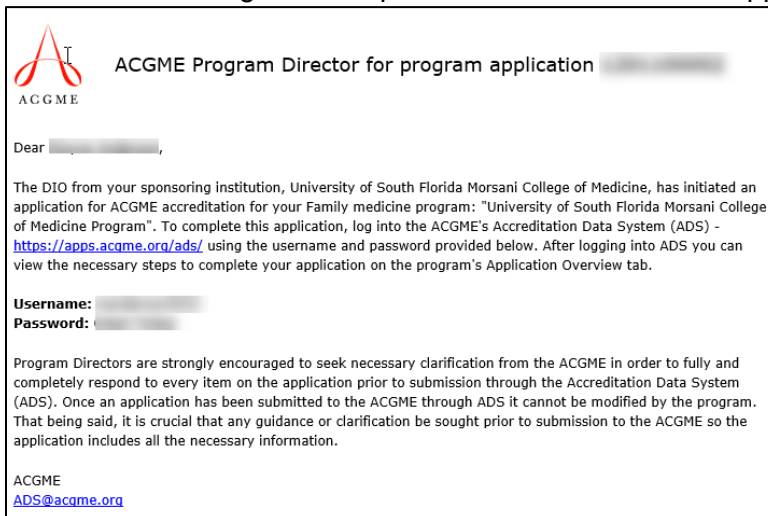 ACGME
ACGME Program Director for program application
Dear ,
The DIO from your sponsoring institution, University of South Florida Morsani College of Medicine, has initiated an
application for ACGME accreditation for your Family medicine program: "University of South Florida Morsani College
of Medicine Program". To complete this application, log into the ACGME's Accreditation Data System (ADS) -
https://apps.acgme.org/ads/ using the username and password provided below. After logging into ADS you can
view the necessary steps to complete your application on the program's Application Overview tab.
Username:
Password:
Program Directors are strongly encouraged to seek necessary clarification from the ACGME in order to fully and
completely respond to every item on the application prior to submission through the Accreditation Data System
(ADS). Once an application has been submitted to the ACGME through ADS it cannot be modified by the program.
That being said, it is crucial that any guidance or clarification be sought prior to submission to the ACGME so the
application includes all the necessary information.
ACGME
ADS@acgme.org